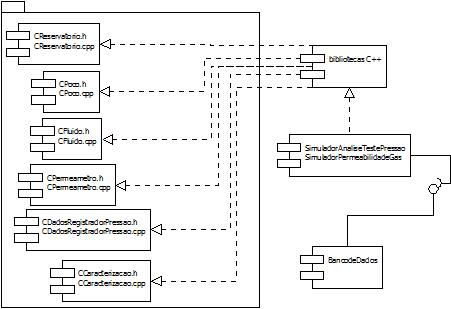 CReservatorio.h
CReservatorio.cpp
bibliotecas C++
CPoco.h
CPoco.cpp
CFluido.h
CFluido.cpp
SimuladorAnaliseTestePressao
SimuladorPermeabilidadeGas
CPermeametro.h
CPermeametro.cpp
CDadosRegistradorPressao.h
CDadosRegistradorPressao.cpp
CCaracterizacao.h
CCaracterizacao.cpp
BancodeDados